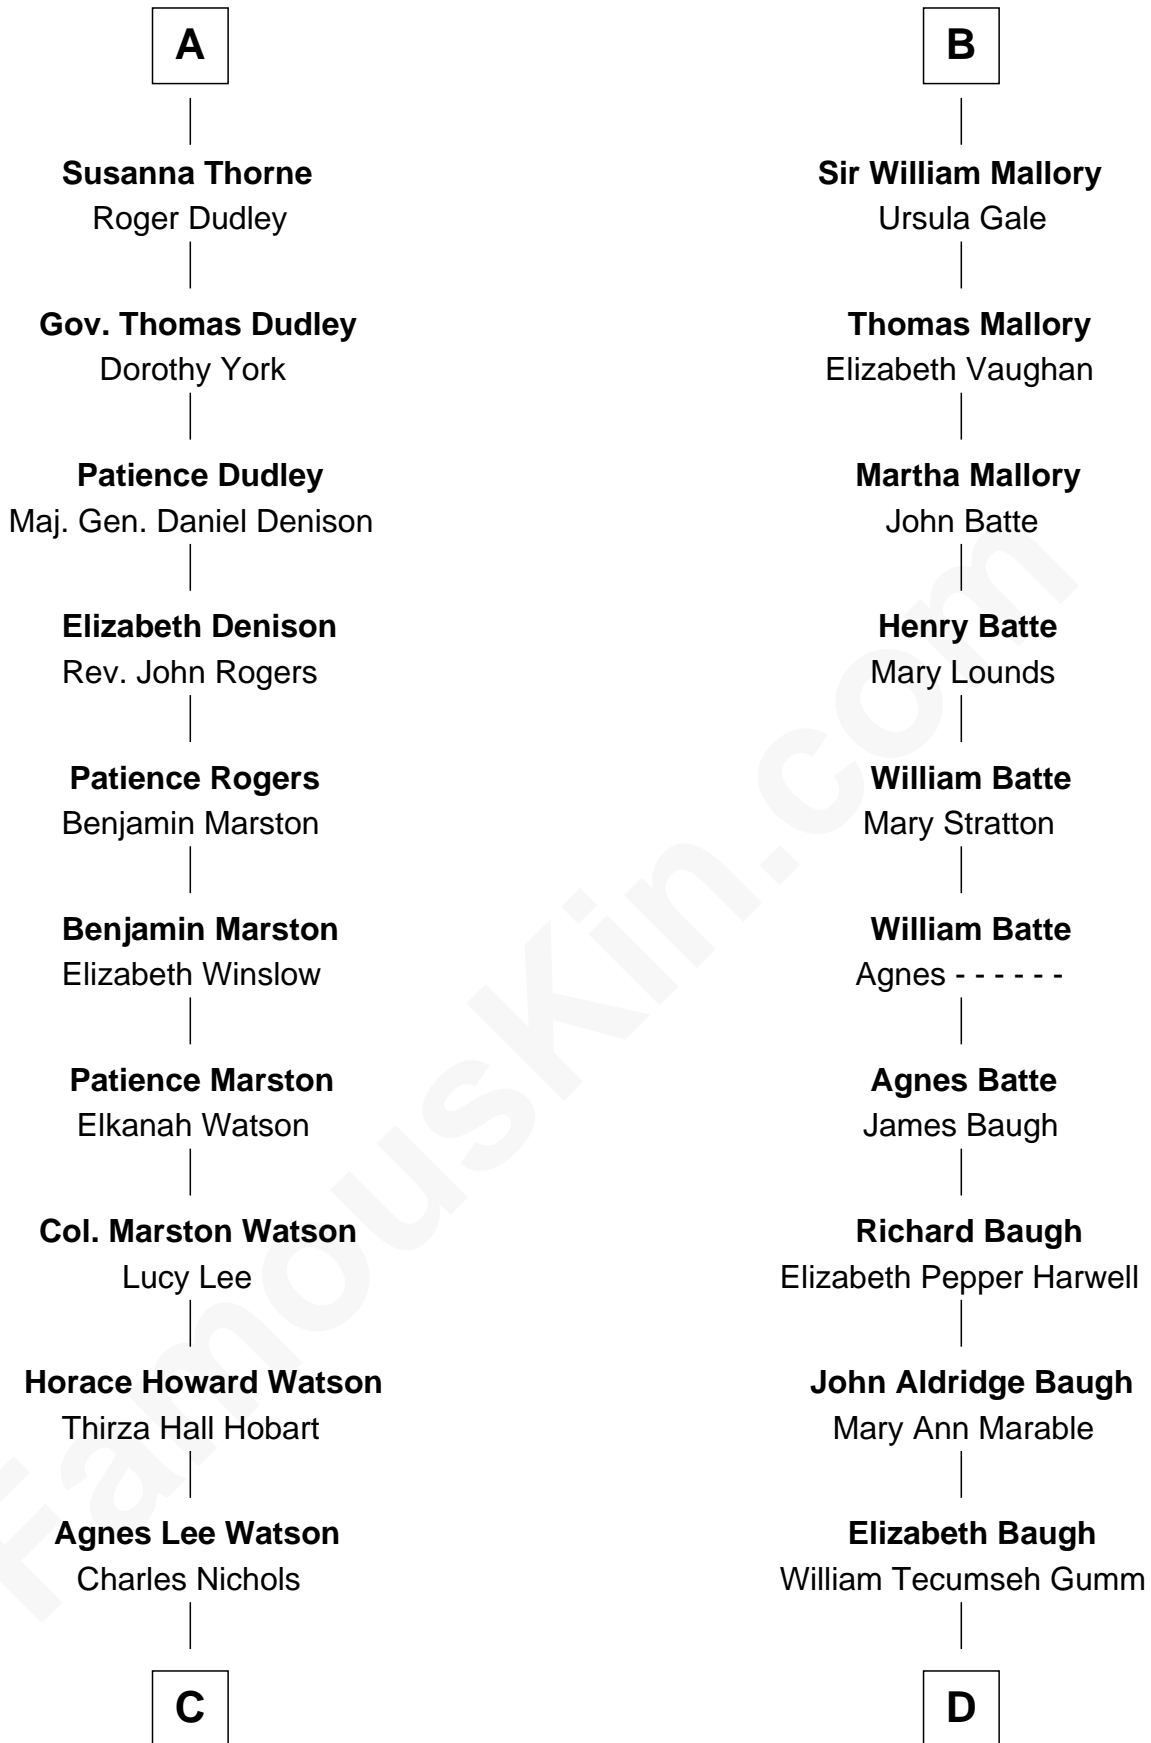 A
Susanna Thorne
Roger Dudley
Gov. Thomas Dudley
Dorothy York
Patience Dudley
Maj. Gen. Daniel Denison
Elizabeth Denison
Rev. John Rogers
Patience Rogers
Benjamin Marston
Benjamin Marston
Elizabeth Winslow
Patience Marston
Elkanah Watson
Col. Marston Watson
Lucy Lee
Horace Howard Watson
Thirza Hall Hobart
Agnes Lee Watson
Charles Nichols
C
B
Sir William Mallory
Ursula Gale
Thomas Mallory
Elizabeth Vaughan
Martha Mallory
John Batte
Henry Batte
Mary Lounds
William Batte
Mary Stratton
William Batte
Agnes - - - - - -
Agnes Batte
James Baugh
Richard Baugh
Elizabeth Pepper Harwell
John Aldridge Baugh
Mary Ann Marable
Elizabeth Baugh
William Tecumseh Gumm
D
FamousKin.com